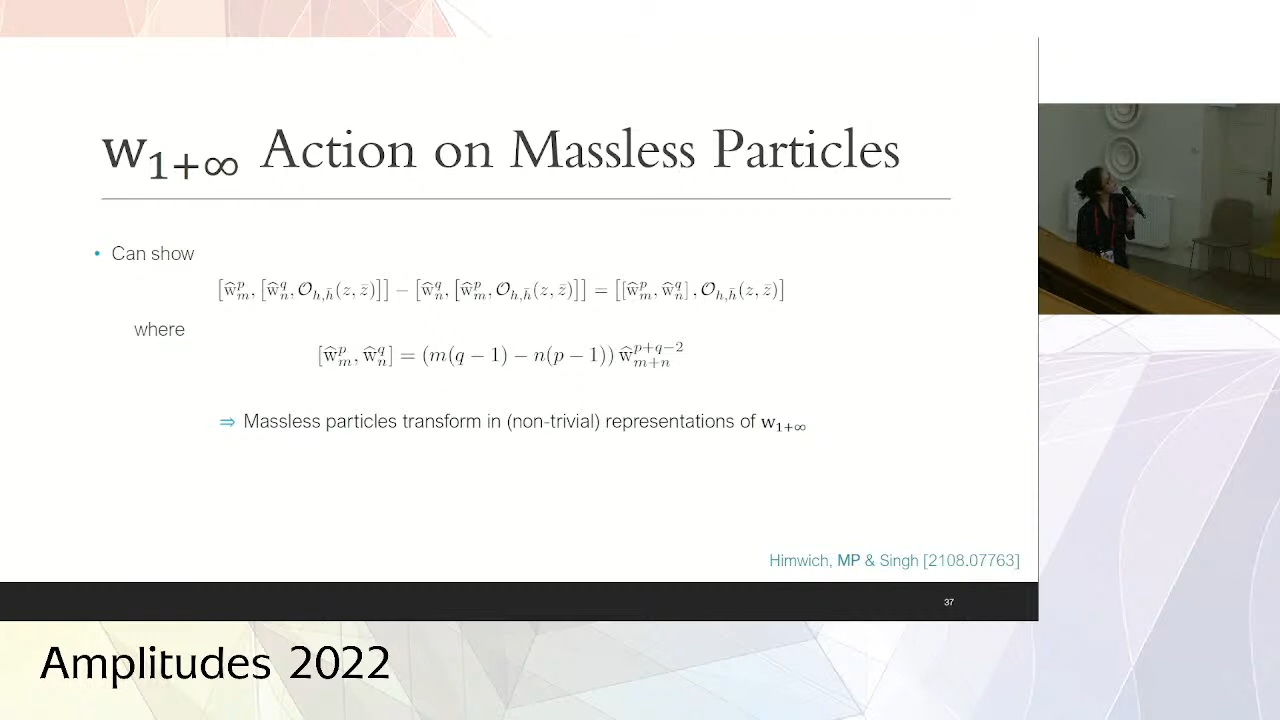 w₁₊∞ Action on Massless Particles
• Can show
[ŵᵖₘ, [ŵ^q_n, 𝒪_{h,h̄}(z, z̄)]] − [ŵ^q_n, [ŵ^p_m, 𝒪_{h,h̄}(z, z̄)]] = [[ŵ^p_m, ŵ^q_n], 𝒪_{h,h̄}(z, z̄)]
where
[ŵ^p_m, ŵ^q_n] = (m(q − 1) − n(p − 1)) ŵ^{p+q−2}_{m+n}
⇒ Massless particles transform in (non-trivial) representations of w₁₊∞
Himwich, MP & Singh [2108.07763]
37
Amplitudes 2022